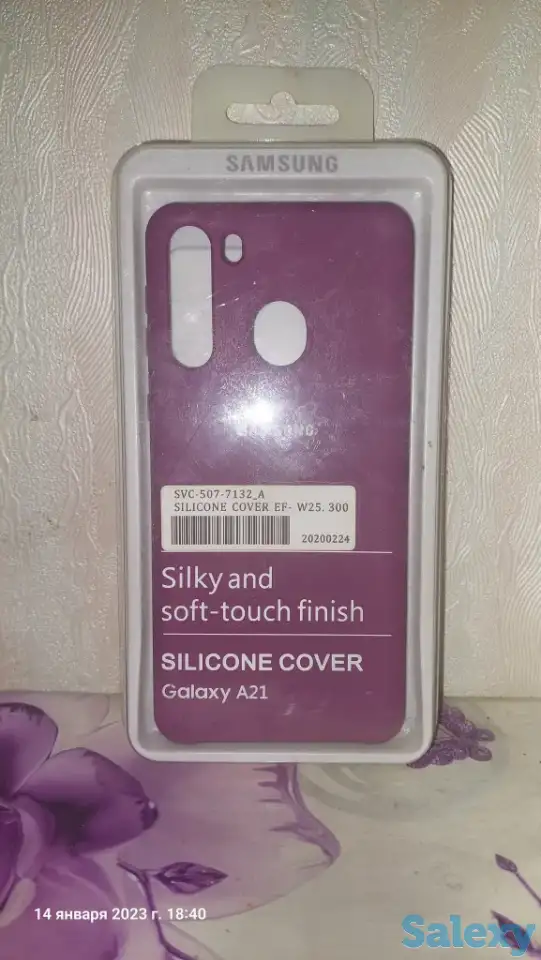 SAMSUNG
SAMSUNG
SVC-507-7132_A
SILICONE COVER EF- W25. 300
20200224
Silky and
soft-touch finish
SILICONE COVER
Galaxy A21
14 января 2023 г. 18:40
Salexy